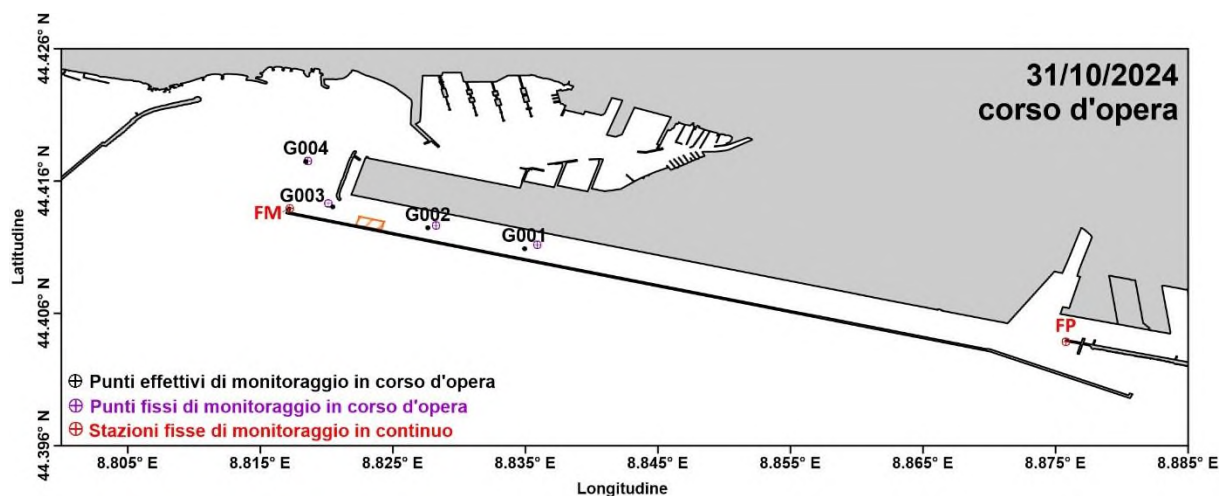 31/10/2024
corso d'opera
G004
G003
FM
G002
G001
FP
Punti effettivi di monitoraggio in corso d'opera
Punti fissi di monitoraggio in corso d'opera
Stazioni fisse di monitoraggio in continuo
Latitudine
44.426° N
44.416° N
44.406° N
44.396° N
8.805° E
8.815° E
8.825° E
8.835° E
8.845° E
8.855° E
8.865° E
8.875° E
8.885° E
Longitudine